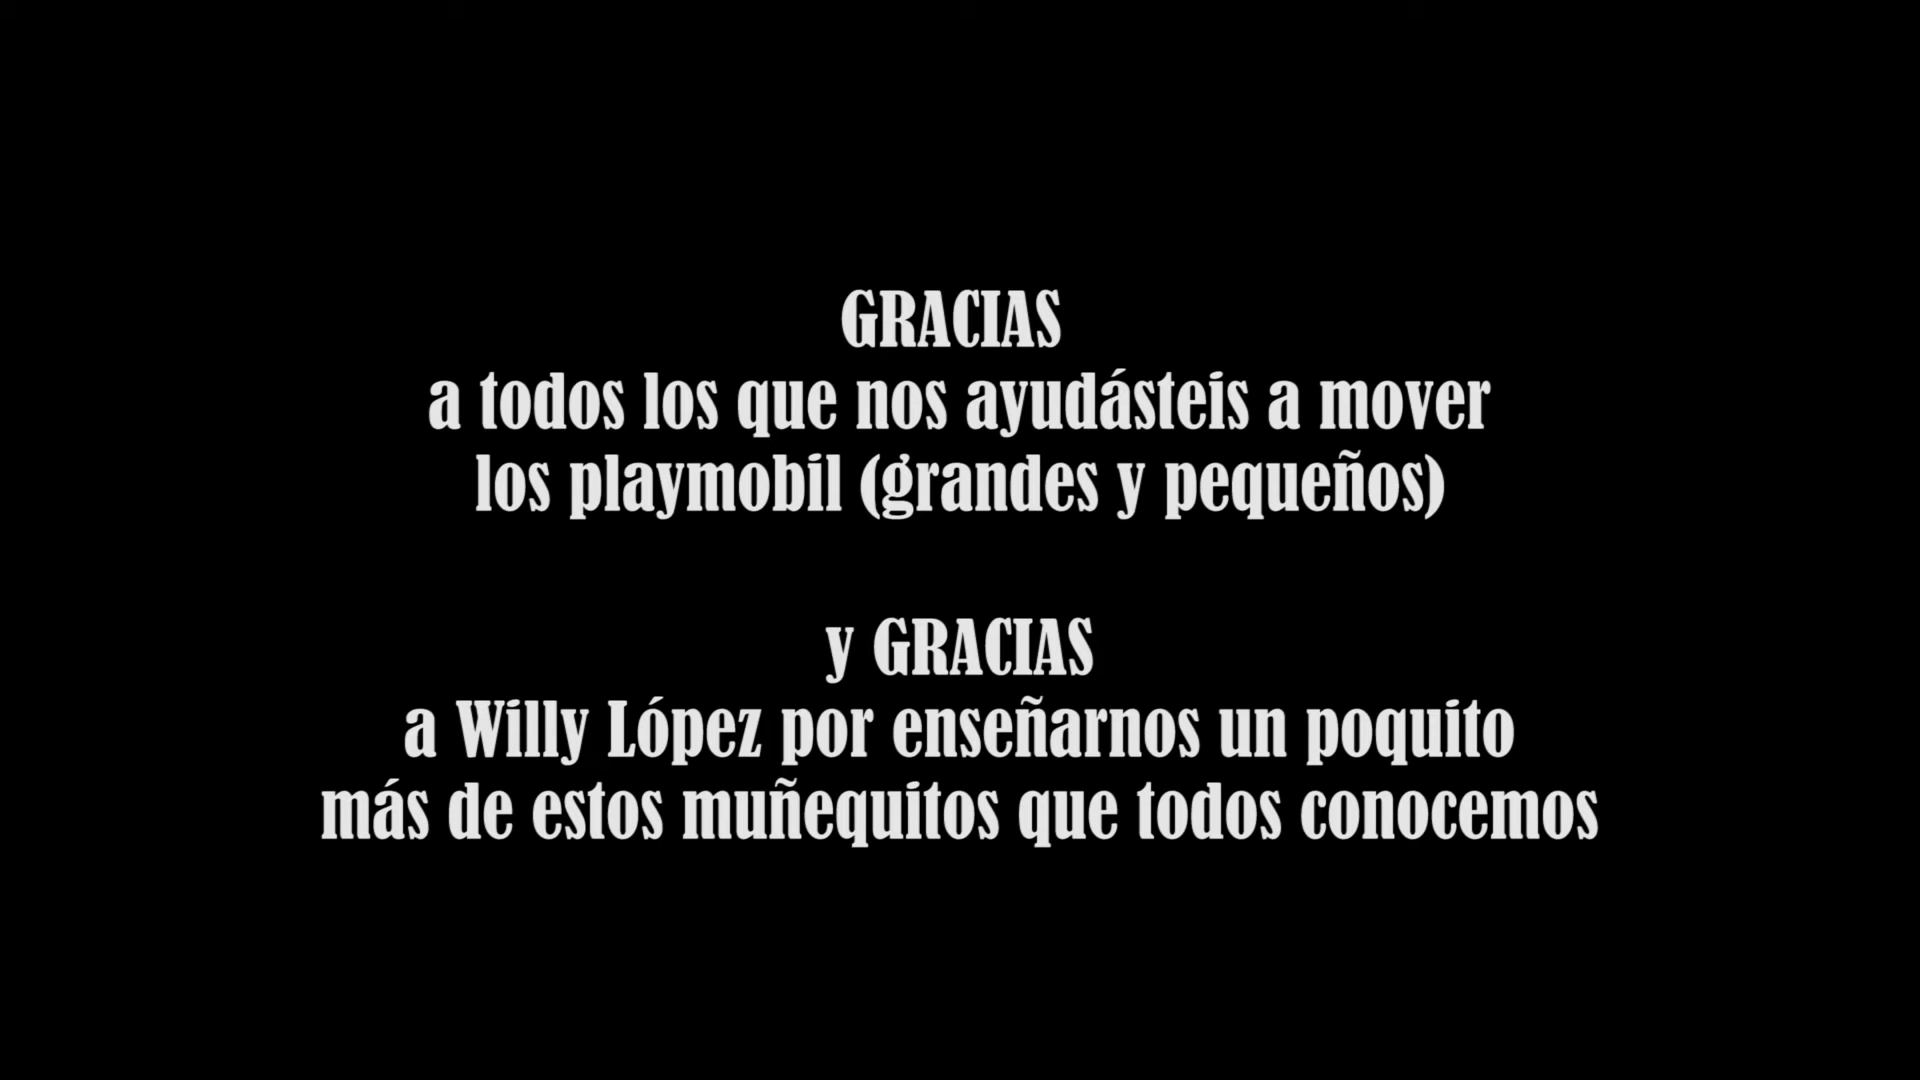 GRACIAS
a todos los que nos ayudásteis a mover
los playmobil (grandes y pequeños)
y GRACIAS
a Willy López por enseñarnos un poquito
más de estos muñequitos que todos conocemos